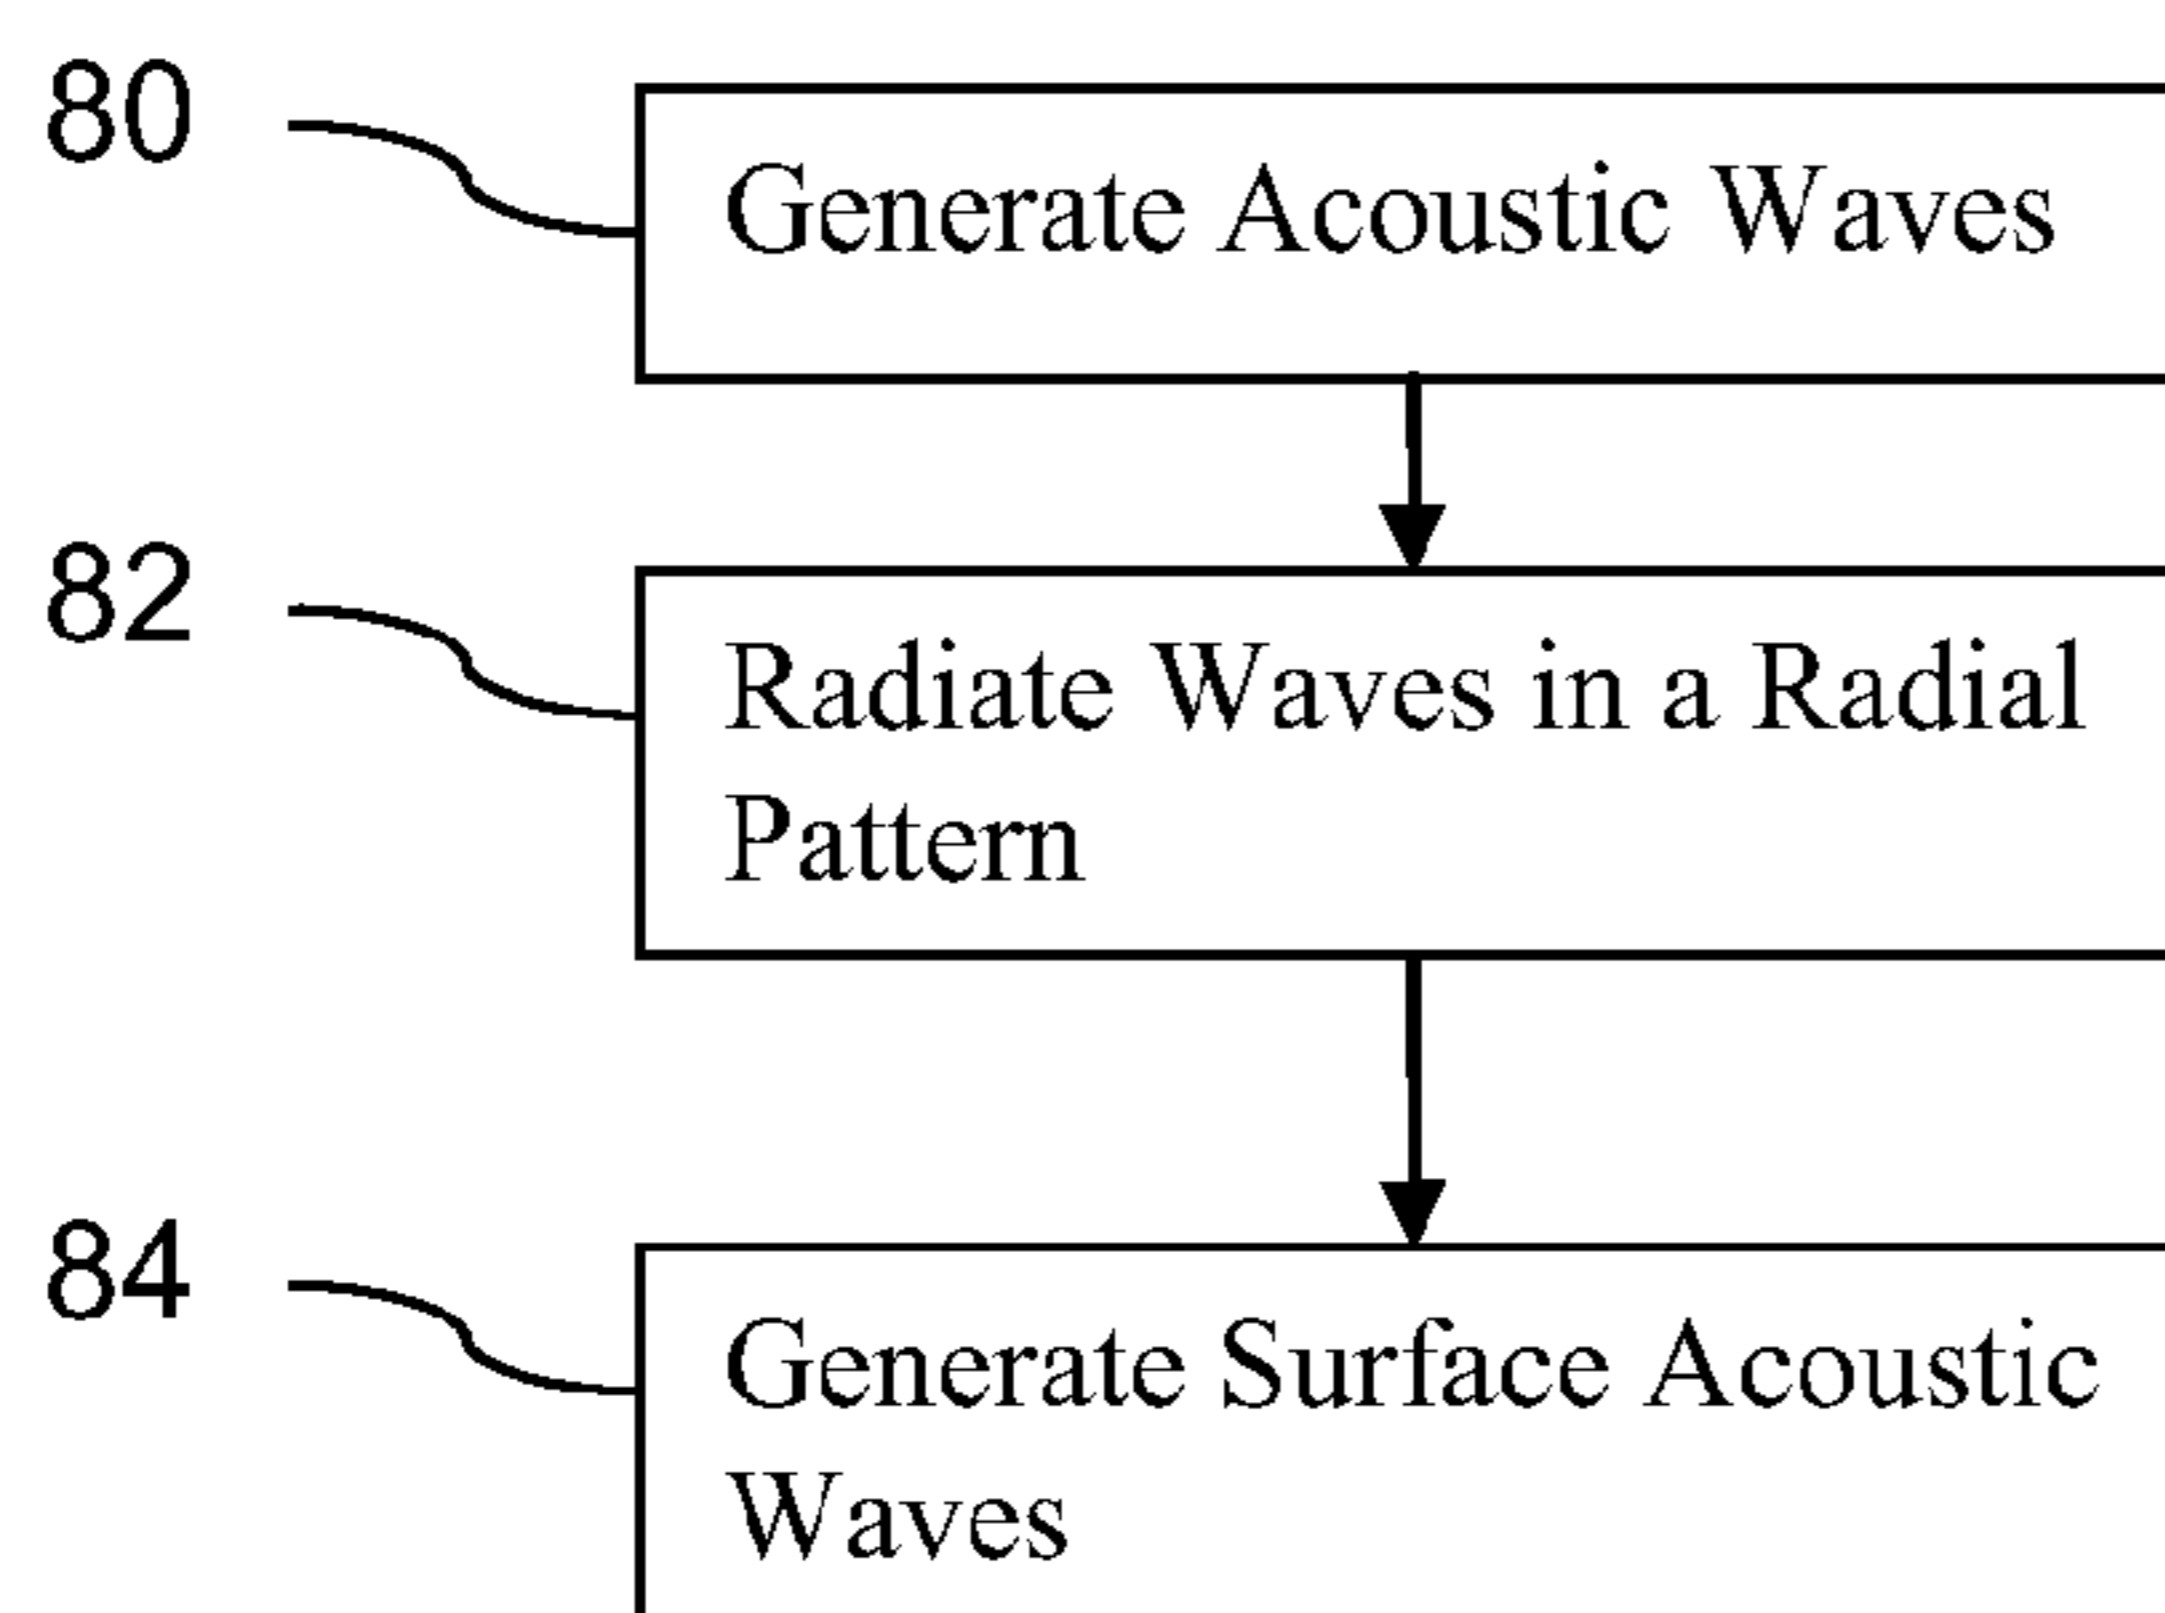 80
Generate Acoustic Waves
82
Radiate Waves in a Radial
Pattern
84
Generate Surface Acoustic
Waves